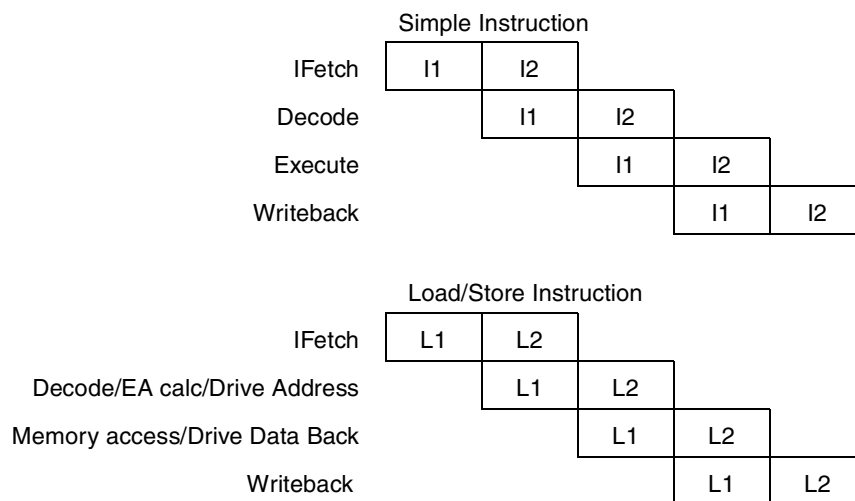 Simple Instruction
IFetch I1 I2
Decode I1 I2
Execute I1 I2
Writeback I1 I2
Load/Store Instruction
IFetch L1 L2
Decode/EA calc/Drive Address L1 L2
Memory access/Drive Data Back L1 L2
Writeback L1 L2